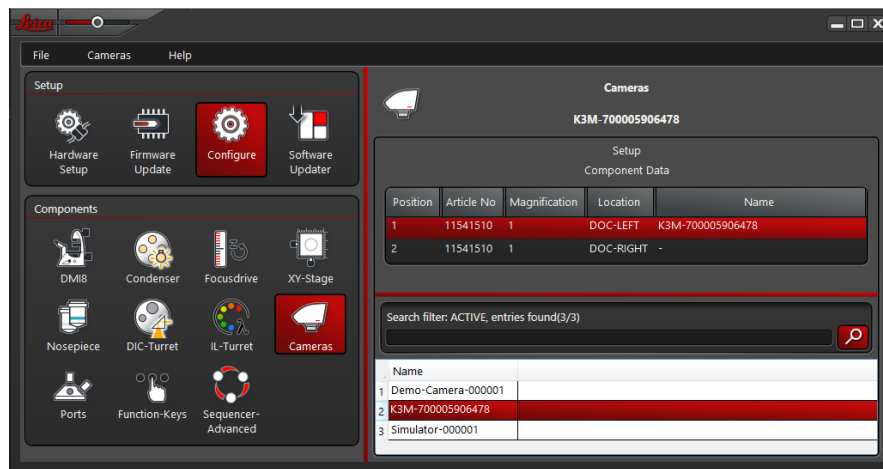 Leica
File Cameras Help
Setup
Hardware Setup
Firmware Update
Configure
Software Updater
Components
DMI8
Condenser
Focusdrive
XY-Stage
Nosepiece
DIC-Turret
IL-Turret
Cameras
Ports
Function-Keys
Sequencer-Advanced
Cameras
K3M-700005906478
Setup
Component Data
Position Article No Magnification Location Name
1 11541510 1 DOC-LEFT K3M-700005906478
2 11541510 1 DOC-RIGHT -
Search filter: ACTIVE, entries found(3/3)
Name
1 Demo-Camera-000001
2 K3M-700005906478
3 Simulator-000001